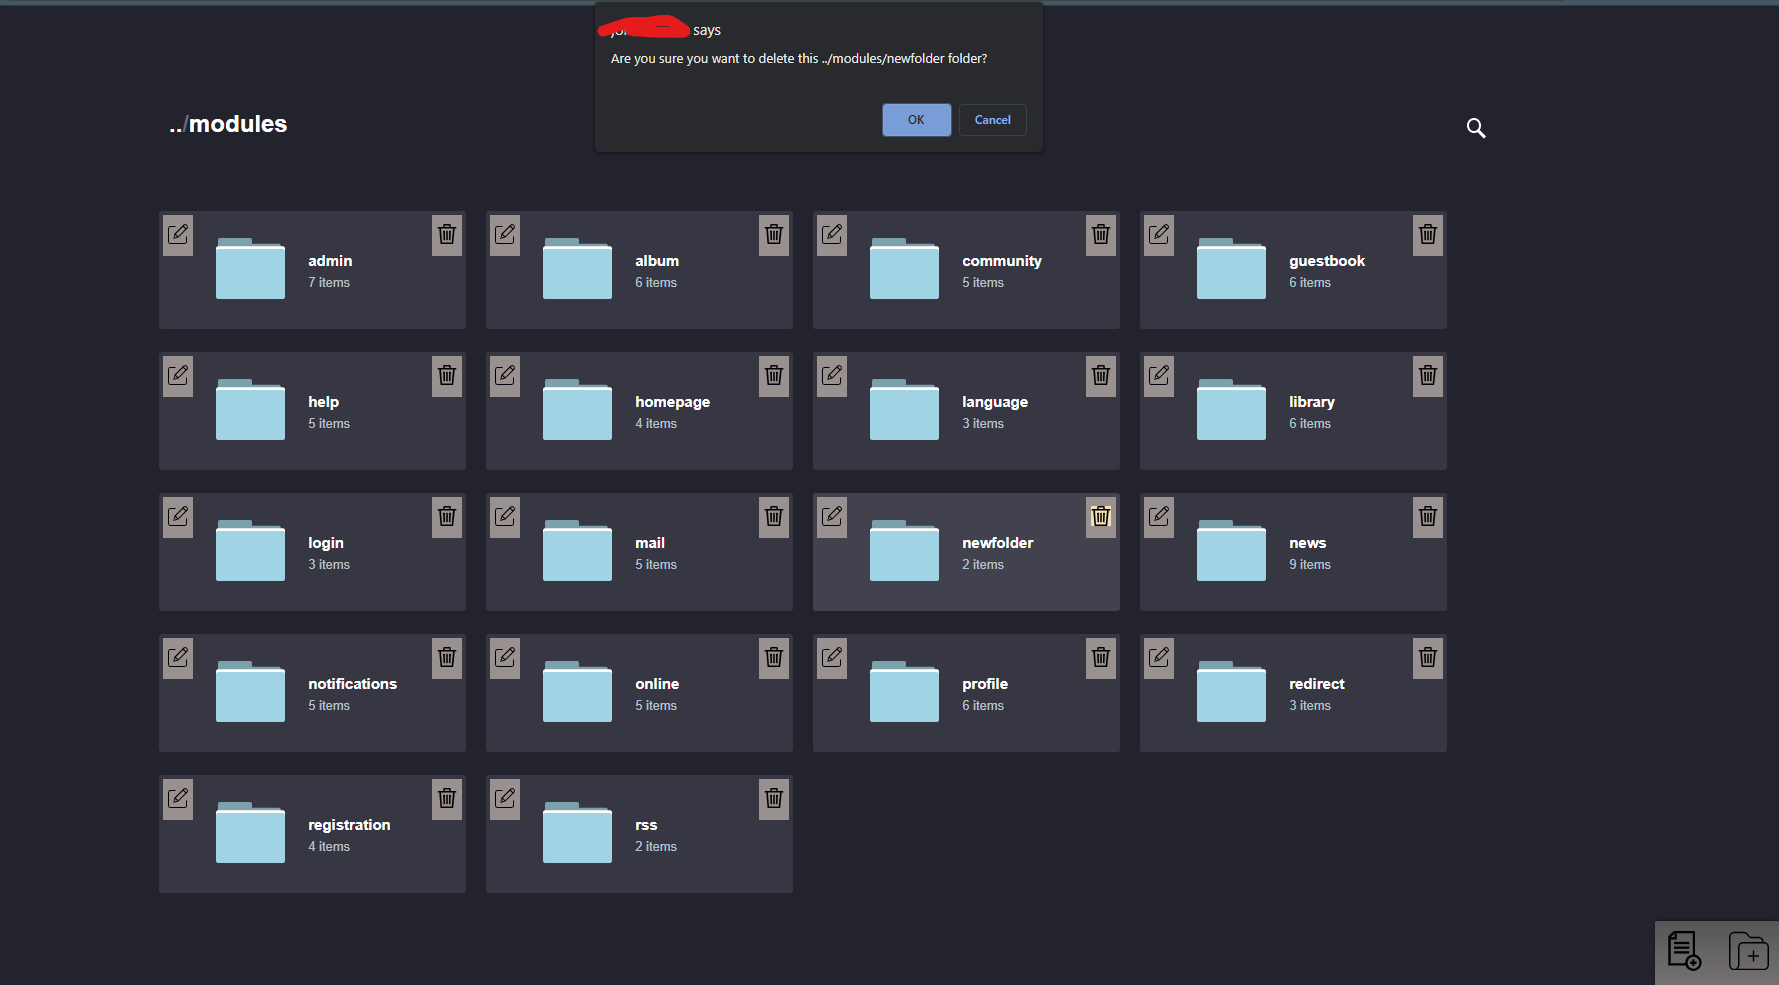 says
Are you sure you want to delete this ../modules/newfolder folder?
OK
Cancel
../modules
admin
7 items
album
6 items
community
5 items
guestbook
6 items
help
5 items
homepage
4 items
language
3 items
library
6 items
login
3 items
mail
5 items
newfolder
2 items
news
9 items
notifications
5 items
online
5 items
profile
6 items
redirect
3 items
registration
4 items
rss
2 items